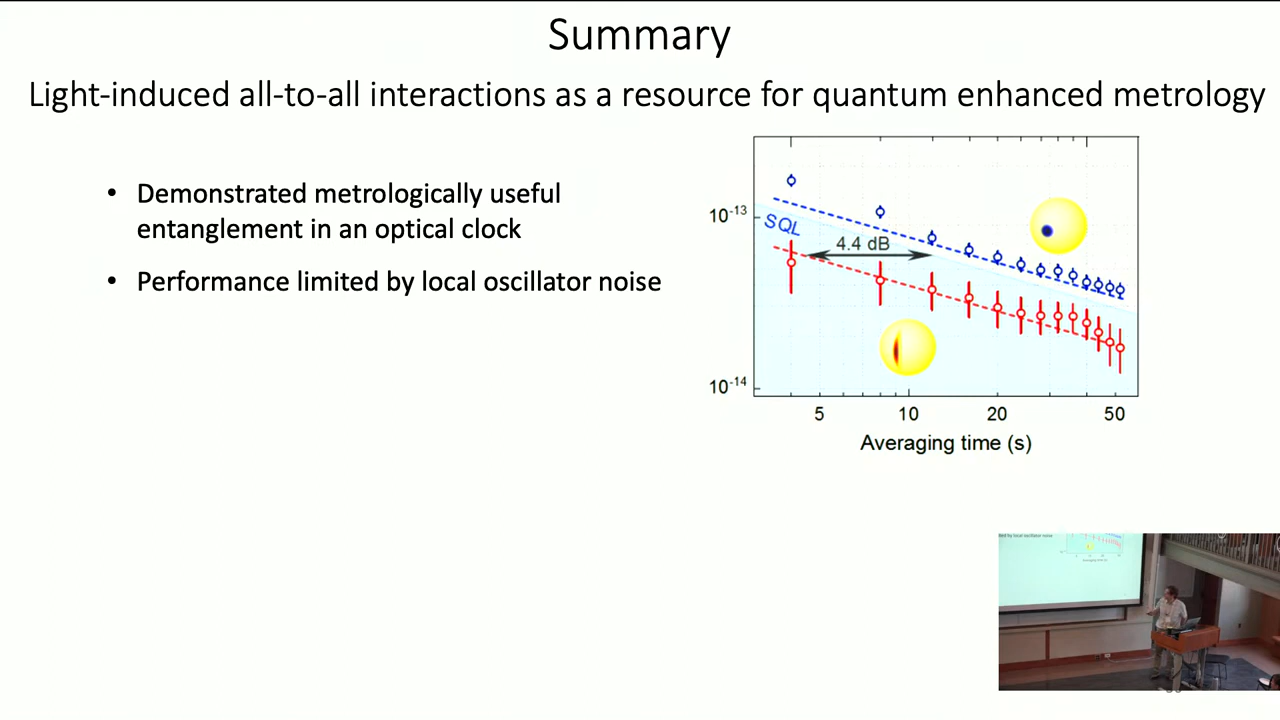 Summary
Light-induced all-to-all interactions as a resource for quantum enhanced metrology
• Demonstrated metrologically useful
entanglement in an optical clock
• Performance limited by local oscillator noise
10-13
SQL
4.4 dB
10-14
5 10 20 50
Averaging time (s)